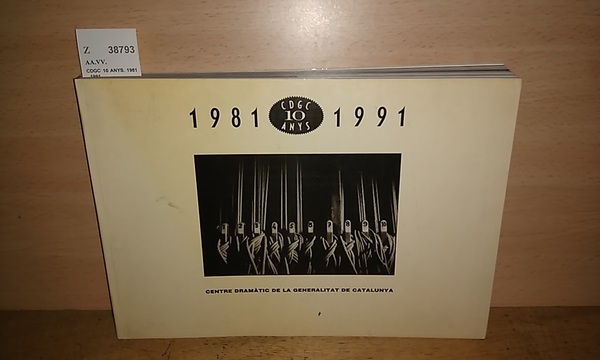 Z 38793
AA.VV.
CDGC 10 ANYS. 1981
1991
1981 CDGC 10 ANYS 1991
CENTRE DRAMÀTIC DE LA GENERALITAT DE CATALUNYA